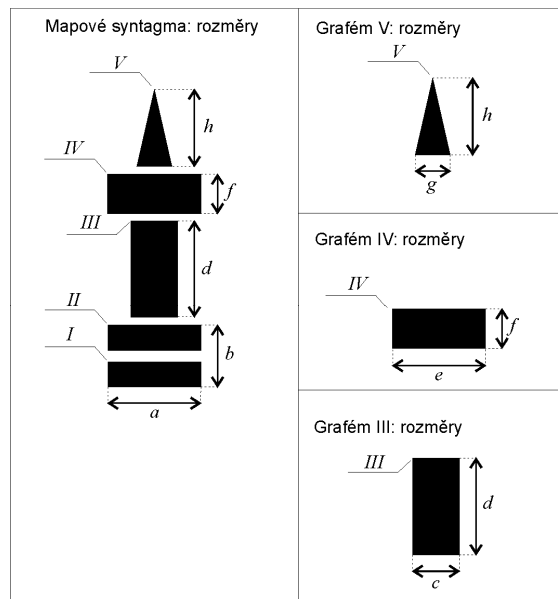 Mapové syntagma: rozměry
V
h
IV
f
III
d
II
I
b
a
Grafém V: rozměry
V
h
g
Grafém IV: rozměry
IV
f
e
Grafém III: rozměry
III
d
c